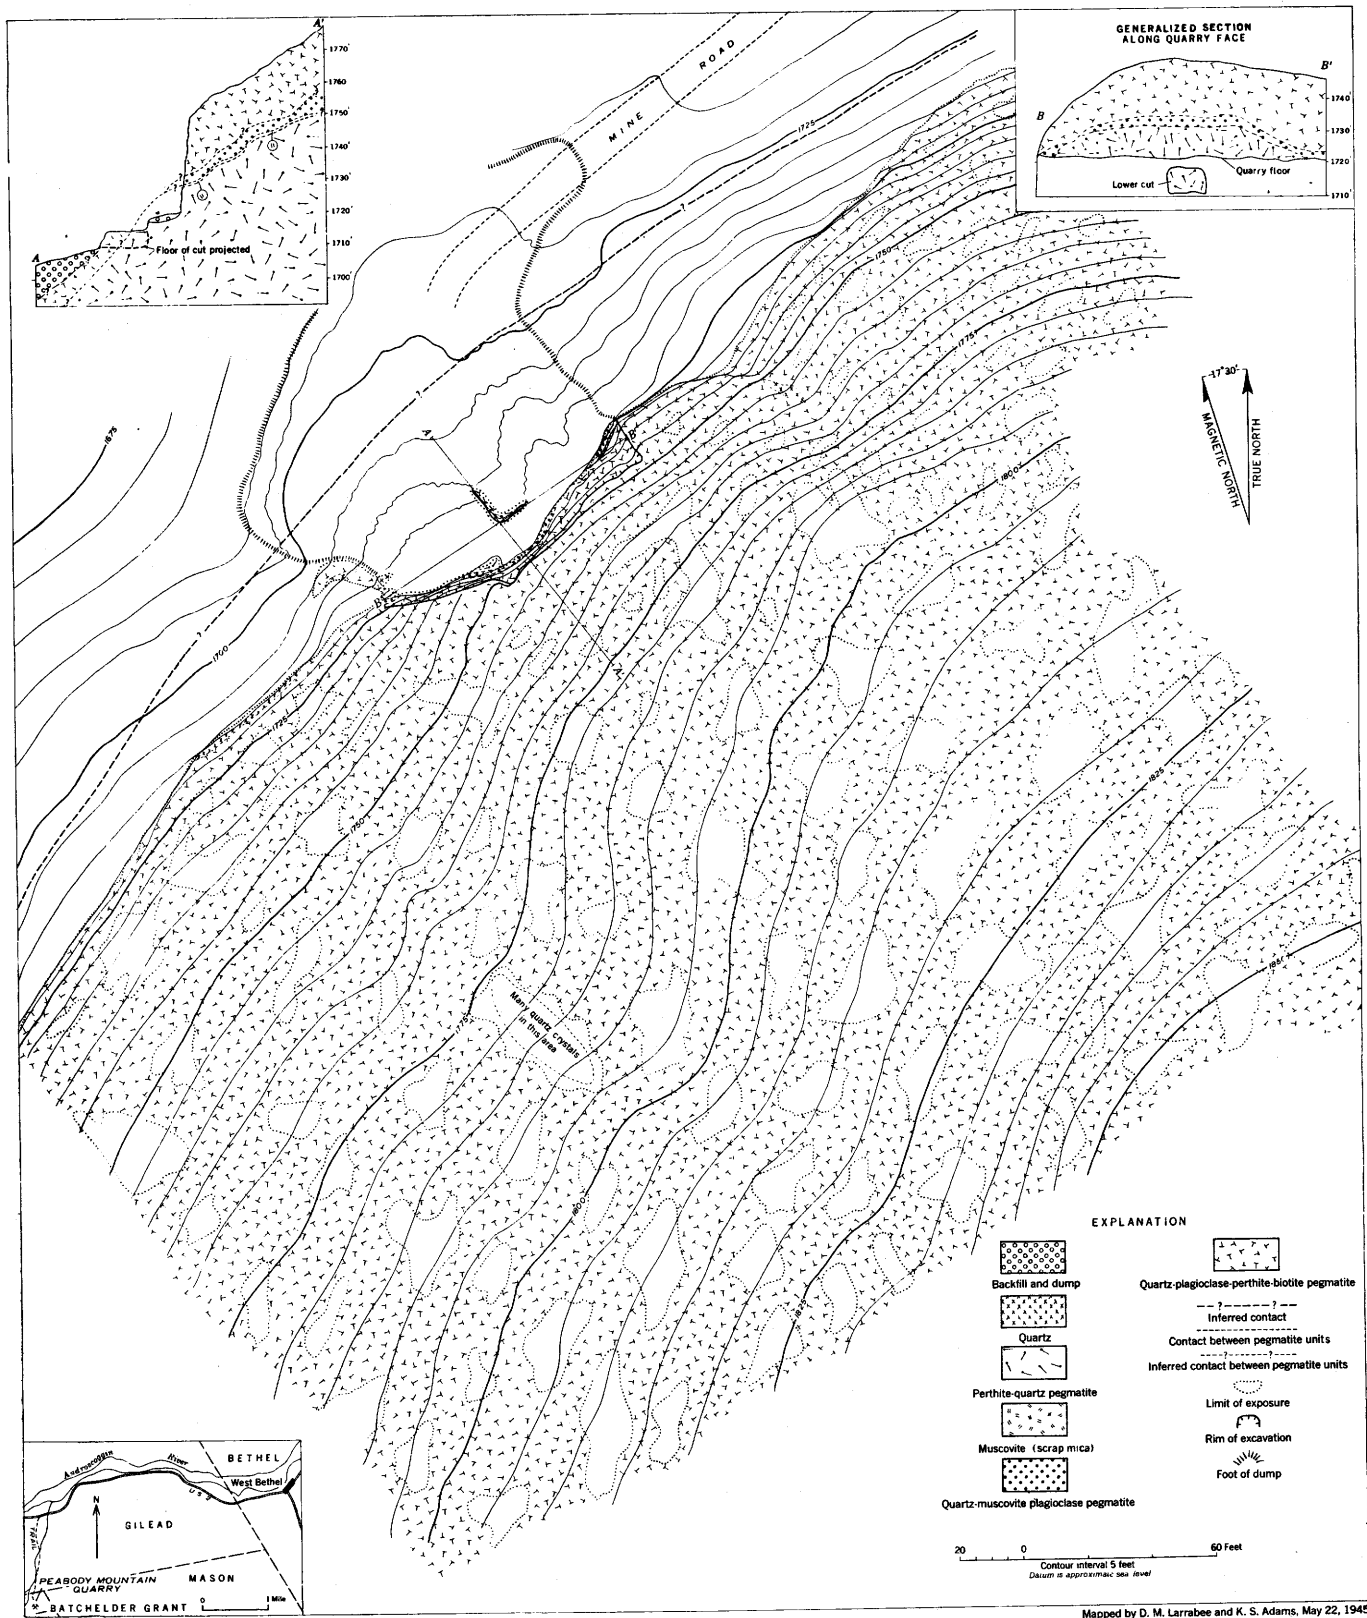 A'
1770'
1760
1750
1740'
1730
1720'
1710'
1700'
A
Floor of cut projected
GENERALIZED SECTION
ALONG QUARRY FACE
B'
B
1740'
1730
1720
1710'
Quarry floor
Lower cut
MINE ROAD
1725
?
1750
1775
?
1675
A
B'
17°30'
MAGNETIC NORTH
TRUE NORTH
1800
?
B
?
1700
A'
1725
1825
1750
1850
1775
Many quartz crystals
in this area
1800
1825
EXPLANATION
Backfill and dump
Quartz
Perthite-quartz pegmatite
Muscovite (scrap mica)
Quartz-muscovite plagioclase pegmatite
Quartz-plagioclase-perthite-biotite pegmatite
Inferred contact
Contact between pegmatite units
Inferred contact between pegmatite units
Limit of exposure
Rim of excavation
Foot of dump
20 0 60 Feet
Contour interval 5 feet
Datum is approximate sea level
Androscoggin River
BETHEL
West Bethel
U S 2
N
GILEAD
TRAIL
PEABODY MOUNTAIN
QUARRY
MASON
0 1 Mile
BATCHELDER GRANT
Mapped by D. M. Larrabee and K. S. Adams, May 22, 1945